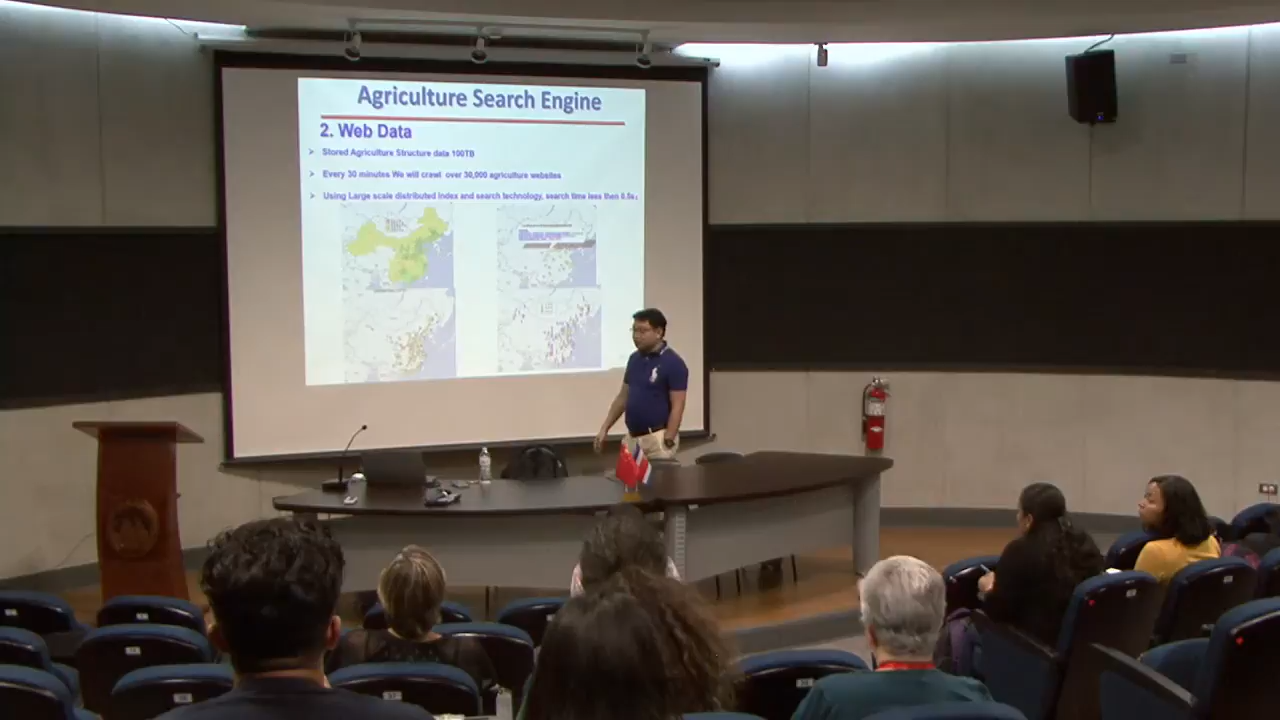 Agriculture Search Engine
2. Web Data
Stored Agriculture Structure data 100TB
Every 30 minutes We will crawl over 30,000 agriculture websites
Using Large scale distributed index and search technology, search time less then 0.5s;